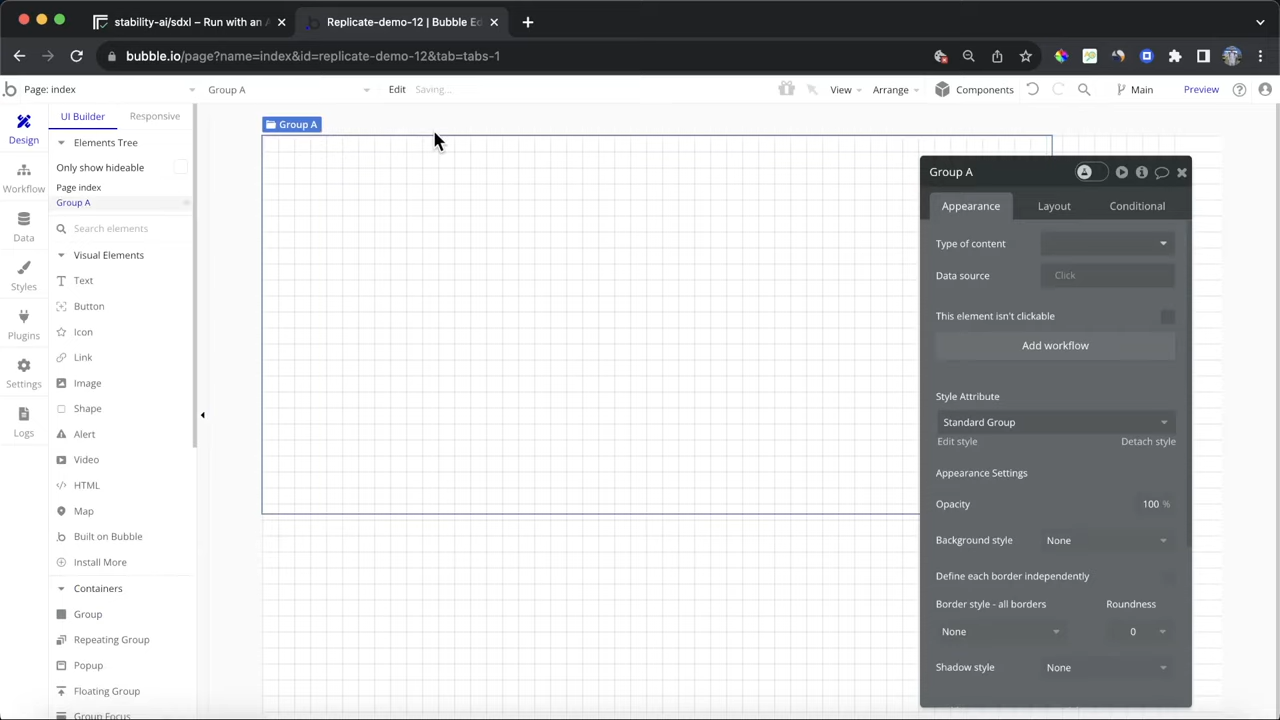 stability-ai/sdxl – Run with an A
Replicate-demo-12 | Bubble Ed
bubble.io/page?name=index&id=replicate-demo-12&tab=tabs-1
Page: index
Group A
Edit
Saving...
View
Arrange
Components
Main
Preview
Design
Workflow
Data
Styles
Plugins
Settings
Logs
UI Builder
Responsive
Elements Tree
Only show hideable
Page index
Group A
Search elements
Visual Elements
Text
Button
Icon
Link
Image
Shape
Alert
Video
HTML
Map
Built on Bubble
Install More
Containers
Group
Repeating Group
Popup
Floating Group
Group Focus
Group A
Group A
Appearance
Layout
Conditional
Type of content
Data source
Click
This element isn't clickable
Add workflow
Style Attribute
Standard Group
Edit style
Detach style
Appearance Settings
Opacity
100 %
Background style
None
Define each border independently
Border style - all borders
Roundness
None
0
Shadow style
None